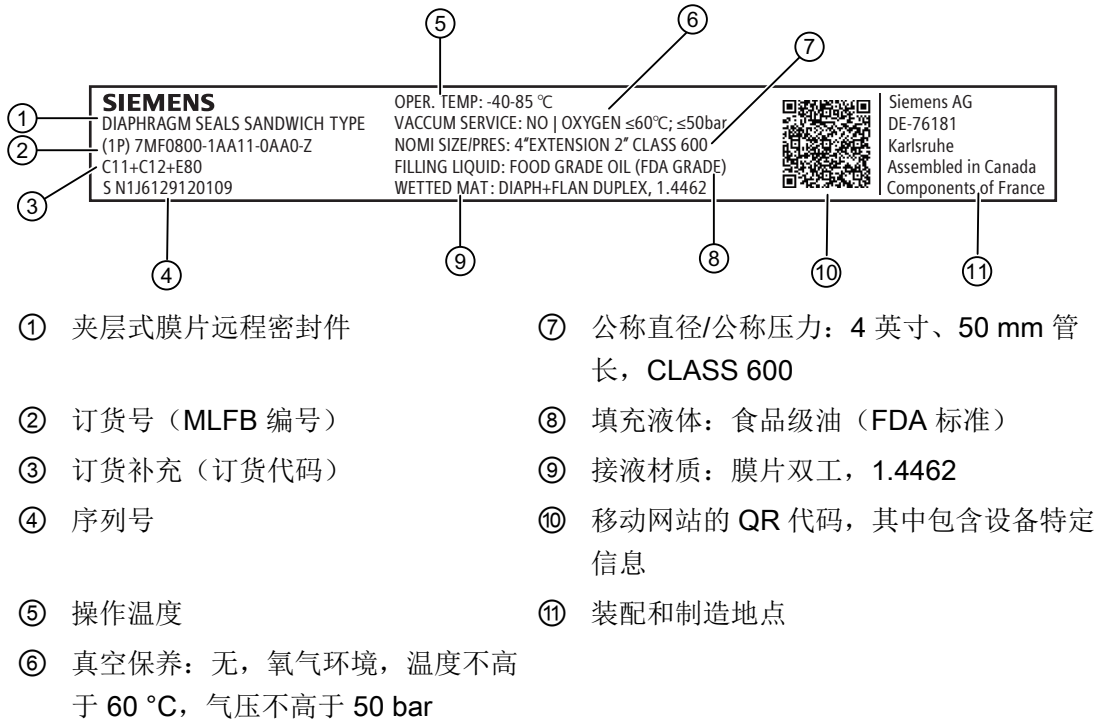 ⑤
⑥
⑦
SIEMENS
① DIAPHRAGM SEALS SANDWICH TYPE
② (1P) 7MF0800-1AA11-0AA0-Z
C11+C12+E80
③
S N1J6129120109
④
OPER. TEMP: -40-85 ℃
VACCUM SERVICE: NO | OXYGEN ≤60℃; ≤50bar
NOMI SIZE/PRES: 4"EXTENSION 2" CLASS 600
FILLING LIQUID: FOOD GRADE OIL (FDA GRADE)
WETTED MAT: DIAPH+FLAN DUPLEX, 1.4462
⑨
⑧
⑩
Siemens AG
DE-76181
Karlsruhe
Assembled in Canada
Components of France
⑪
① 夹层式膜片远程密封件
② 订货号（MLFB 编号）
③ 订货补充（订货代码）
④ 序列号
⑤ 操作温度
⑥ 真空保养：无，氧气环境，温度不高
于 60 °C，气压不高于 50 bar
⑦ 公称直径/公称压力：4 英寸、50 mm 管
长，CLASS 600
⑧ 填充液体：食品级油（FDA 标准）
⑨ 接液材质：膜片双工，1.4462
⑩ 移动网站的 QR 代码，其中包含设备特定
信息
⑪ 装配和制造地点